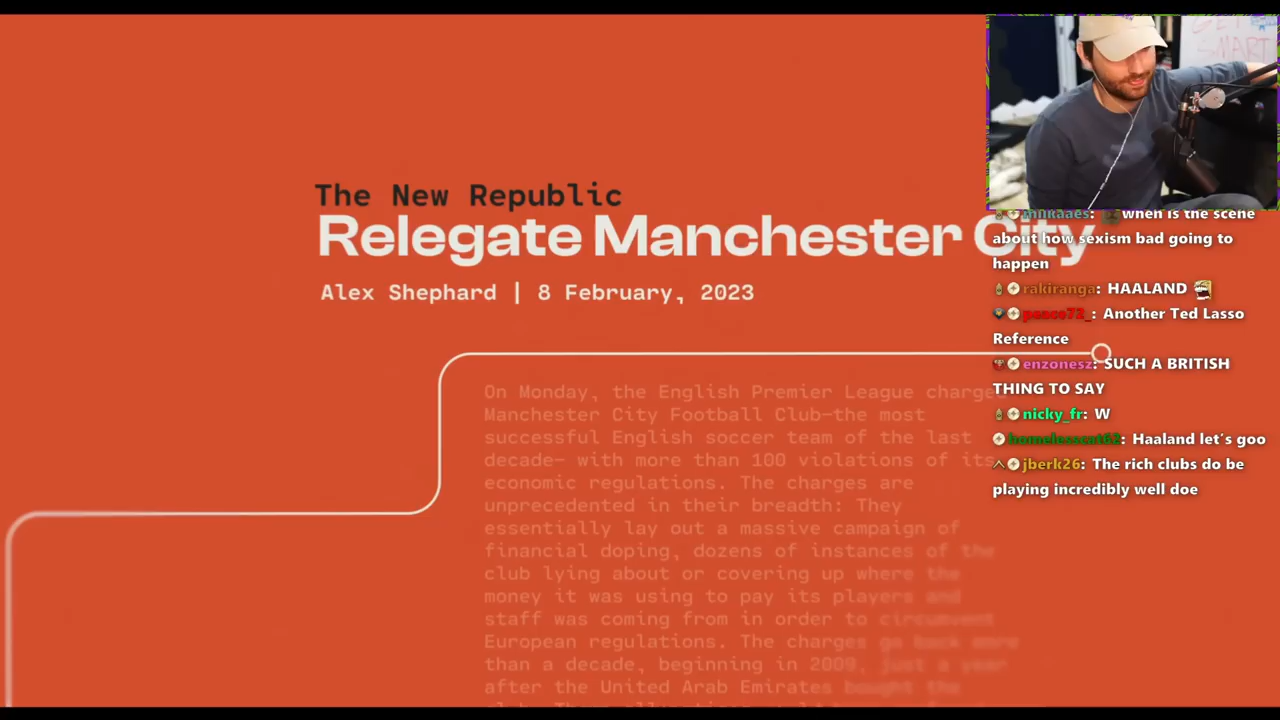 The New Republic
Relegate Manchester City
Alex Shephard | 8 February, 2023
On Monday, the English Premier League charged
Manchester City Football Club—the most
successful English soccer team of the last
decade— with more than 100 violations of its
economic regulations. The charges are
unprecedented in their breadth: They
essentially lay out a massive campaign of
financial doping, dozens of instances of the
club lying about or covering up where the
money it was using to pay its players and
staff was coming from in order to circumvent
European regulations. The charges go back more
than a decade, beginning in 2009, just a year
after the United Arab Emirates bought the
GET
SMART
when is the scene
about how sexism bad going to
happen
rakiranga: HAALAND
peaco72_: Another Ted Lasso
Reference
enzonesz: SUCH A BRITISH
THING TO SAY
nicky_fr: W
homelesscat62: Haaland let's goo
jberk26: The rich clubs do be
playing incredibly well doe